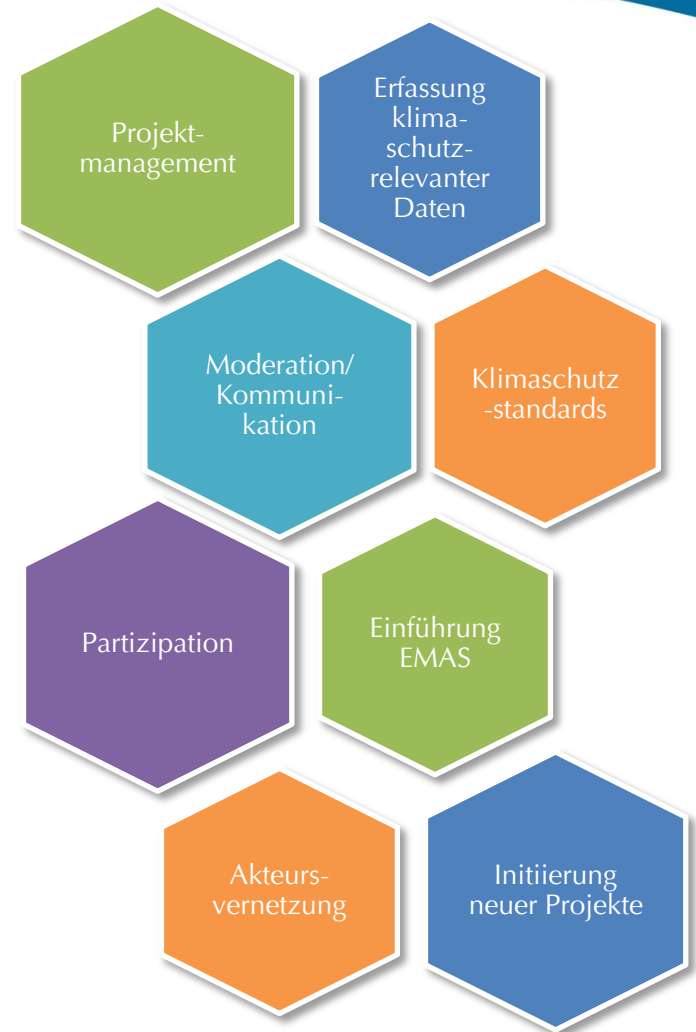 Projekt-
management
Erfassung
klima-
schutz-
relevanter
Daten
Moderation/
Kommuni-
kation
Klimaschutz
-standards
Partizipation
Einführung
EMAS
Akteurs-
vernetzung
Initiierung
neuer Projekte